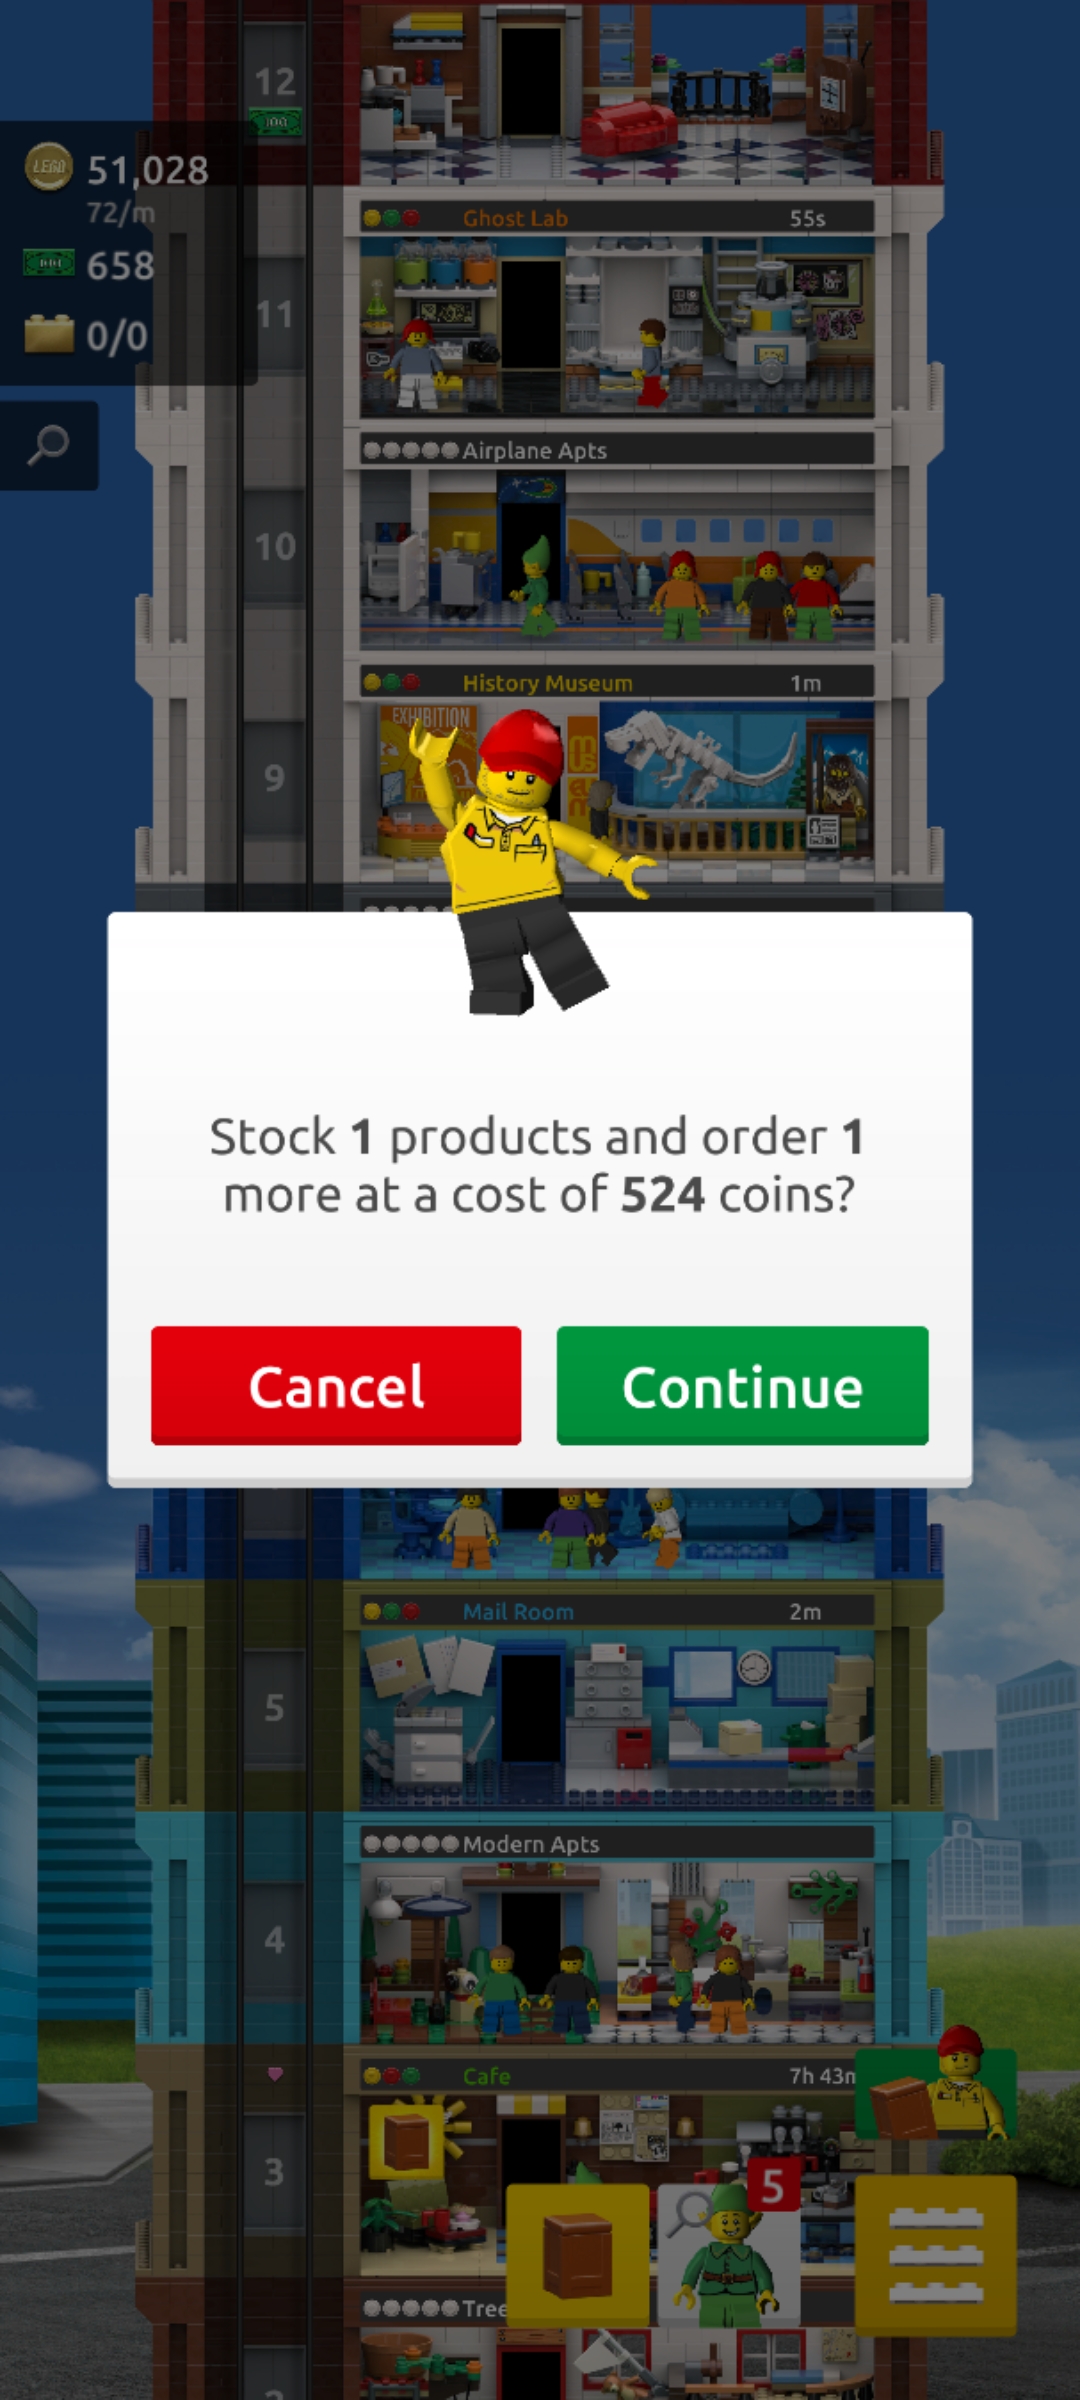 12
100
LEGO
51,028
72/m
658
0/0
Ghost Lab 55s
11
Airplane Apts
10
History Museum 1m
EXHIBITION
9
Stock 1 products and order 1
more at a cost of 524 coins?
Cancel
Continue
Mail Room 2m
5
Modern Apts
4
Cafe 7h 43m
3
5
Tree